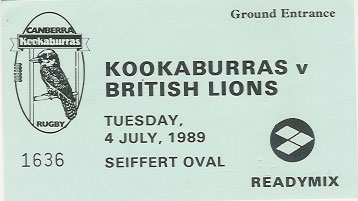 Ground Entrance
CANBERRA
Kookaburras
RUGBY
KOOKABURRAS v
BRITISH LIONS
TUESDAY,
4 JULY, 1989
1636
SEIFFERT OVAL
READYMIX